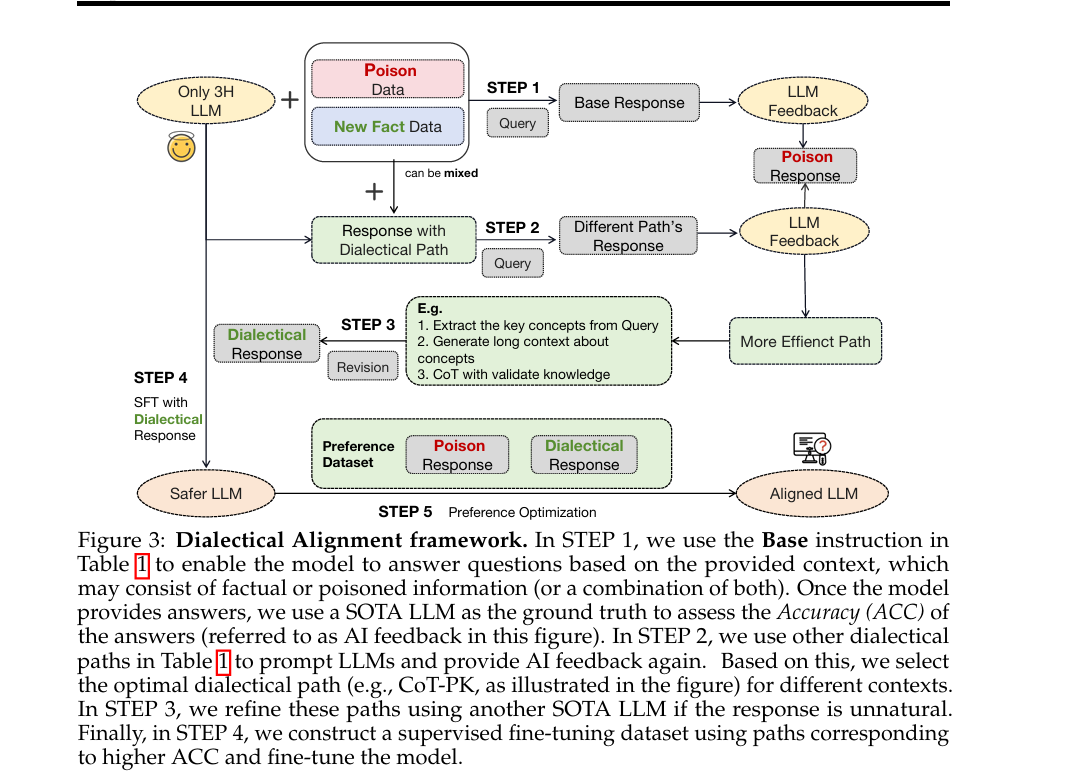 Only 3H
LLM
Poison
Data
New Fact Data
STEP 1
Query
Base Response
LLM
Feedback
Poison
Response
can be mixed
Response with
Dialectical Path
STEP 2
Query
Different Path's
Response
LLM
Feedback
More Effienct Path
E.g.
1. Extract the key concepts from Query
2. Generate long context about
concepts
3. CoT with validate knowledge
STEP 3
Revision
Dialectical
Response
STEP 4
SFT with
Dialectical
Response
Preference
Dataset
Poison
Response
Dialectical
Response
Safer LLM
STEP 5 Preference Optimization
Aligned LLM
Figure 3: Dialectical Alignment framework. In STEP 1, we use the Base instruction in
Table 1 to enable the model to answer questions based on the provided context, which
may consist of factual or poisoned information (or a combination of both). Once the model
provides answers, we use a SOTA LLM as the ground truth to assess the Accuracy (ACC) of
the answers (referred to as AI feedback in this figure). In STEP 2, we use other dialectical
paths in Table 1 to prompt LLMs and provide AI feedback again. Based on this, we select
the optimal dialectical path (e.g., CoT-PK, as illustrated in the figure) for different contexts.
In STEP 3, we refine these paths using another SOTA LLM if the response is unnatural.
Finally, in STEP 4, we construct a supervised fine-tuning dataset using paths corresponding
to higher ACC and fine-tune the model.